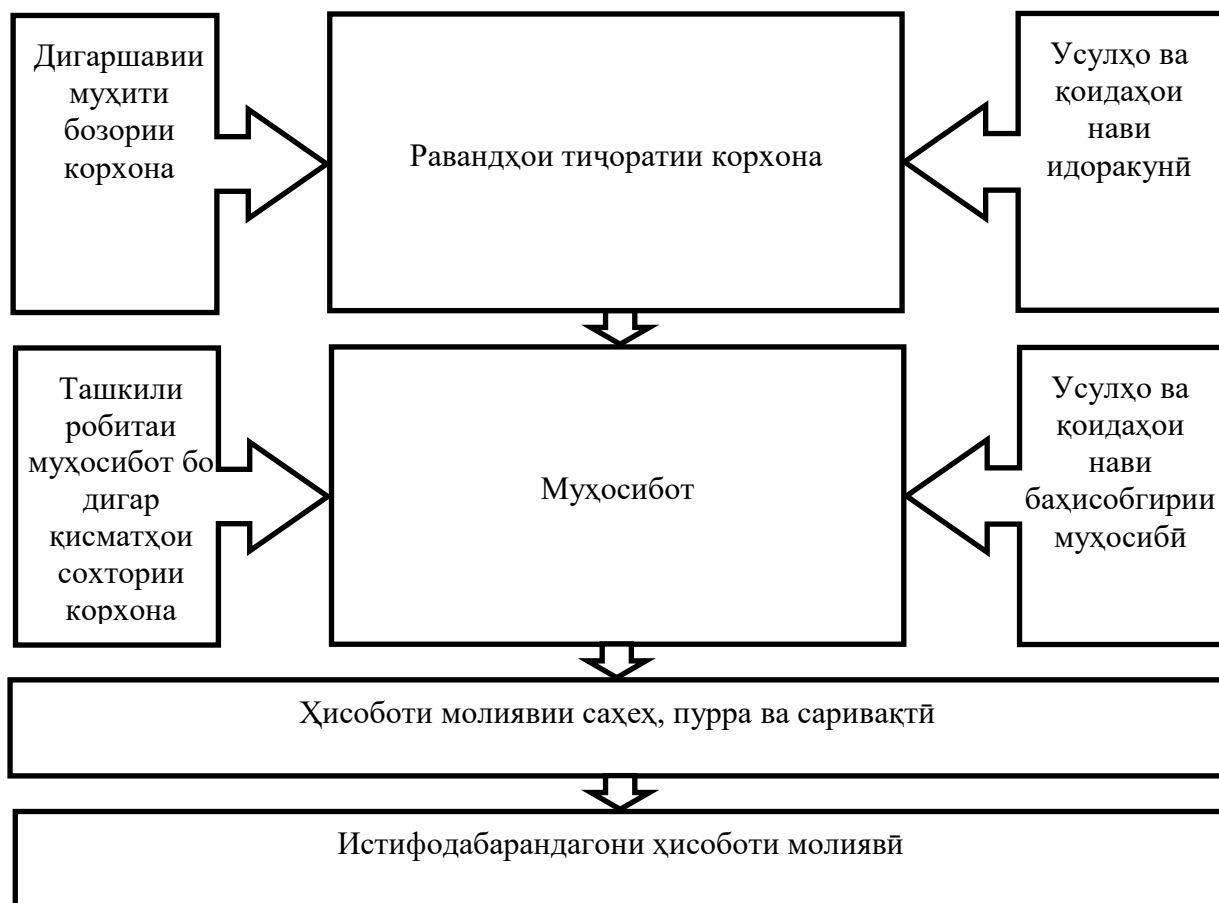 Дигаршавии
муҳити
бозории
корхона
Равандҳои тиҷоратии корхона
Усулҳо ва
қоидаҳои
нави
идоракунӣ
Ташкили
робитаи
муҳосибот бо
дигар
қисматҳои
сохтории
корхона
Муҳосибот
Усулҳо ва
қоидаҳои
нави
баҳисобгирии
муҳосибӣ
Ҳисоботи молиявии саҳеҳ, пурра ва саривақтӣ
Истифодабарандагони ҳисоботи молиявӣ